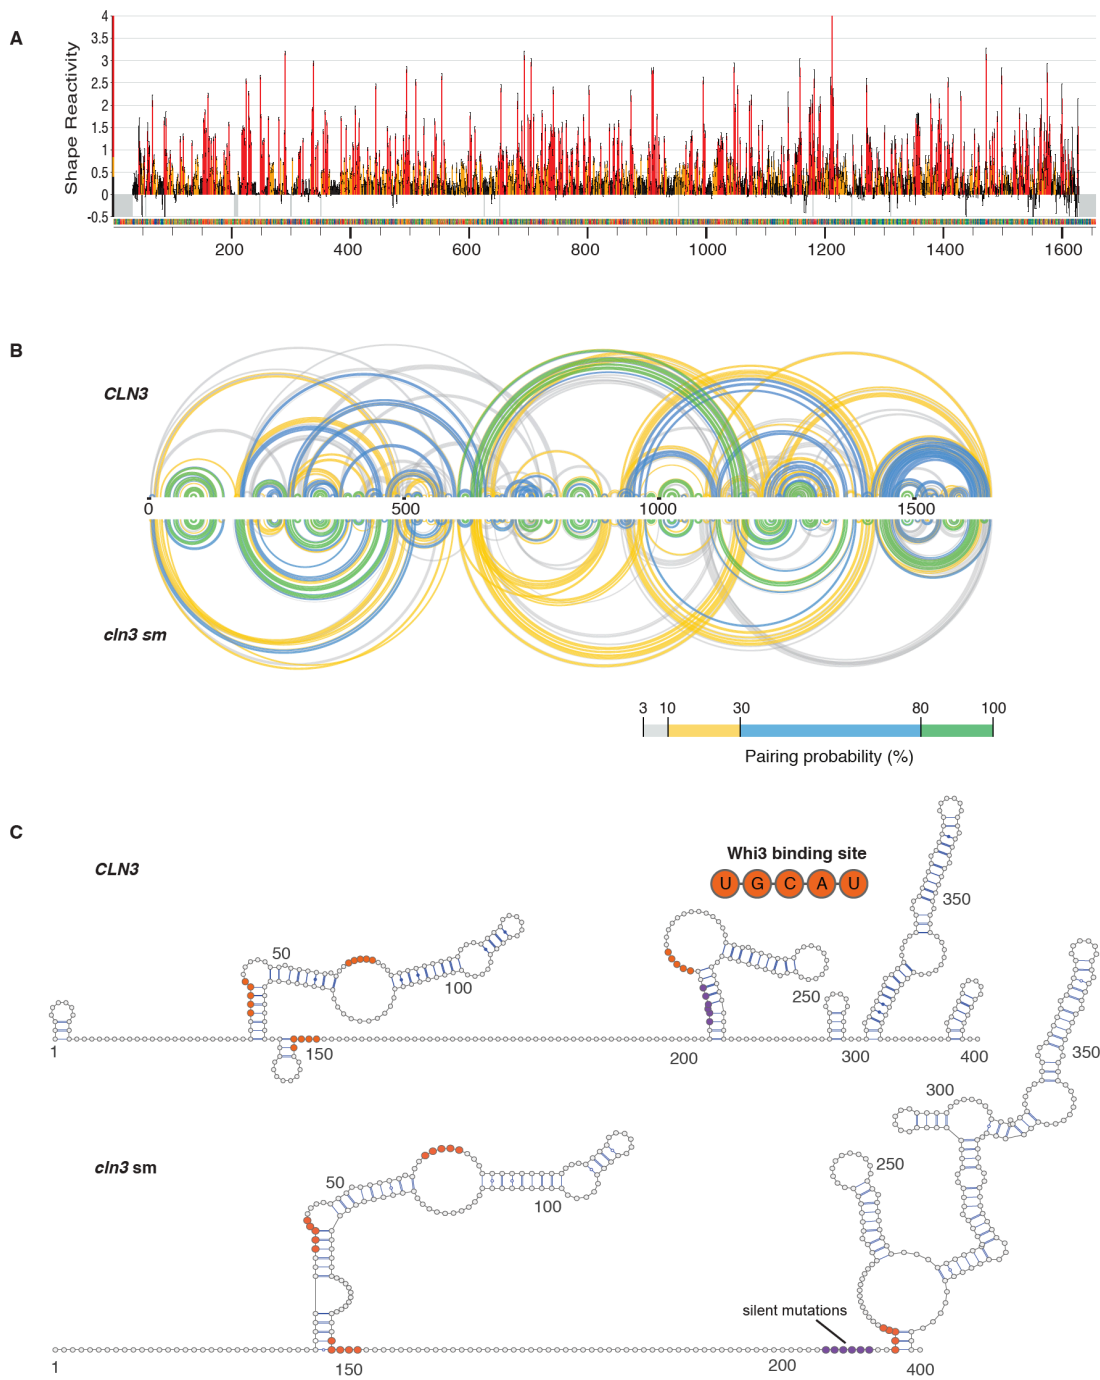 A
Shape Reactivity
4
3.5
3
2.5
2
1.5
1
0.5
0
-0.5
200 400 600 800 1000 1200 1400 1600
B
CLN3
0 500 1000 1500
cln3 sm
3 10 30 80 100
Pairing probability (%)
C
CLN3
Whi3 binding site
U G C A U
350
50
100
250
1 150 200 300 400
350
300
cln3 sm
250
50
100
silent mutations
1 150 200 400